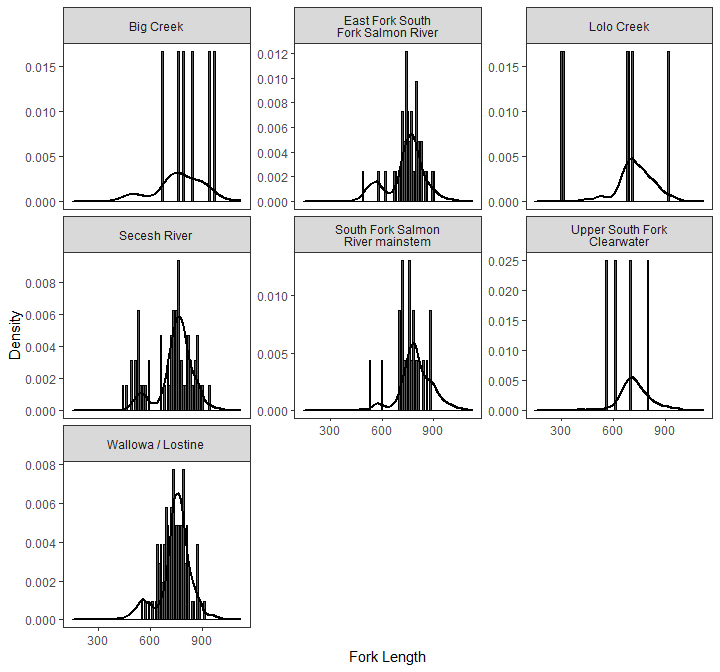 Big Creek
East Fork South
Fork Salmon River
Lolo Creek
0.015
0.010
0.005
0.000
0.012
0.010
0.008
0.006
0.004
0.002
0.000
0.015
0.010
0.005
0.000
Secesh River
South Fork Salmon
River mainstem
Upper South Fork
Clearwater
0.008
0.006
0.004
0.002
0.000
0.010
0.005
0.000
0.025
0.020
0.015
0.010
0.005
0.000
300 600 900
300 600 900
Wallowa / Lostine
0.008
0.006
0.004
0.002
0.000
300 600 900
Density
Fork Length